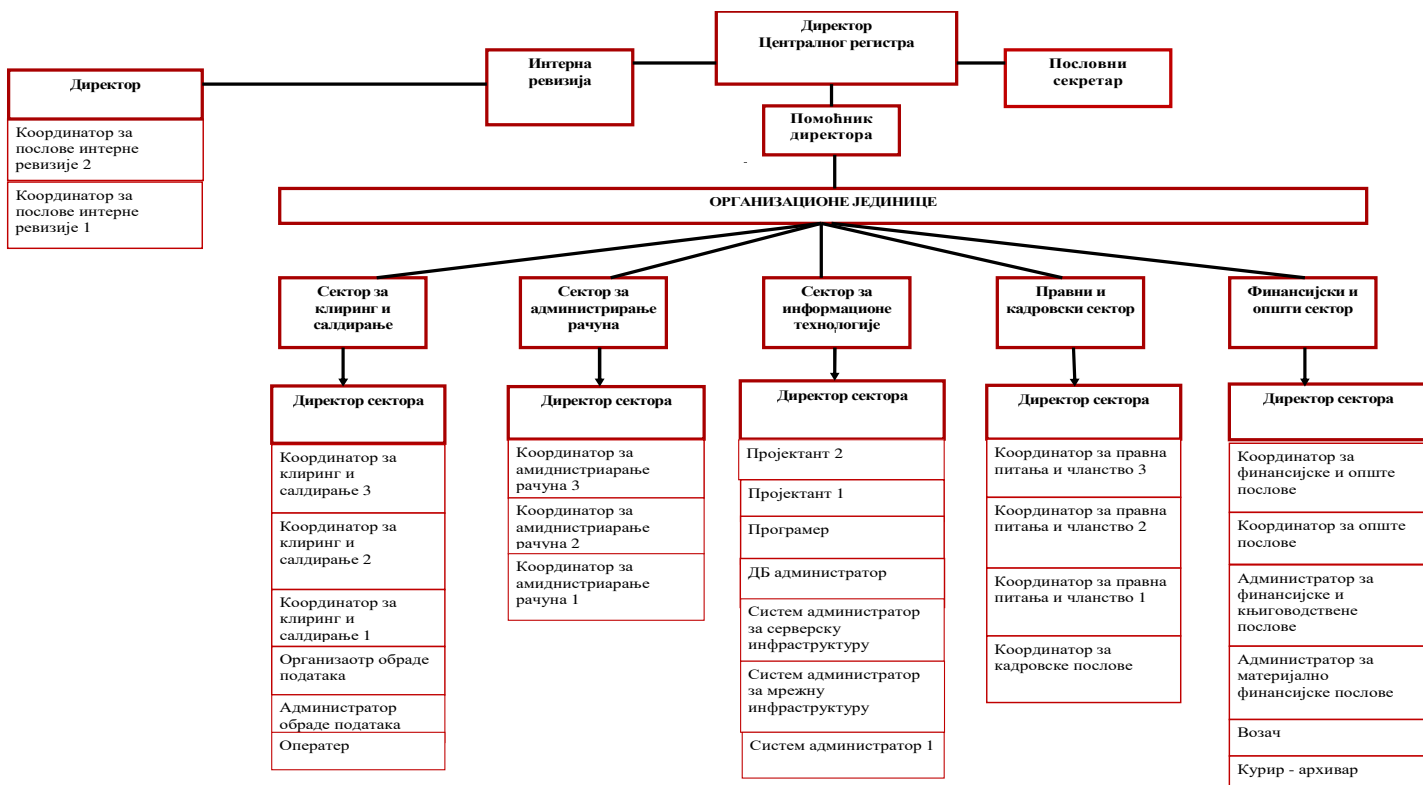 Директор
Централног регистра
Интерна
ревизија
Пословни
секретар
Директор
Координатор за
послове интерне
ревизије 2
Координатор за
послове интерне
ревизије 1
Помоћник
директора
ОРГАНИЗАЦИОНЕ ЈЕДИНИЦЕ
Сектор за
клиринг и
салдирање
Сектор за
администрирање
рачуна
Сектор за
информационе
технологије
Правни и
кадровски сектор
Финансијски и
општи сектор
Директор сектора
Координатор за
клиринг и
салдирање 3
Координатор за
клиринг и
салдирање 2
Координатор за
клиринг и
салдирање 1
Организаотр обраде
података
Администратор
обраде података
Оператер
Директор сектора
Координатор за
амиднистриарање
рачуна 3
Координатор за
амиднистриарање
рачуна 2
Координатор за
амиднистриарање
рачуна 1
Директор сектора
Пројектант 2
Пројектант 1
Програмер
ДБ администратор
Систем администратор
за серверску
инфраструктуру
Систем администратор
за мрежну
инфраструктуру
Систем администратор 1
Директор сектора
Координатор за правна
питања и чланство 3
Координатор за правна
питања и чланство 2
Координатор за правна
питања и чланство 1
Координатор за
кадровске послове
Директор сектора
Координатор за
финансијске и опште
послове
Координатор за опште
послове
Администратор за
финансијске и
књиговодствене
послове
Администратор за
материјално
финансијске послове
Возач
Курир - архивар